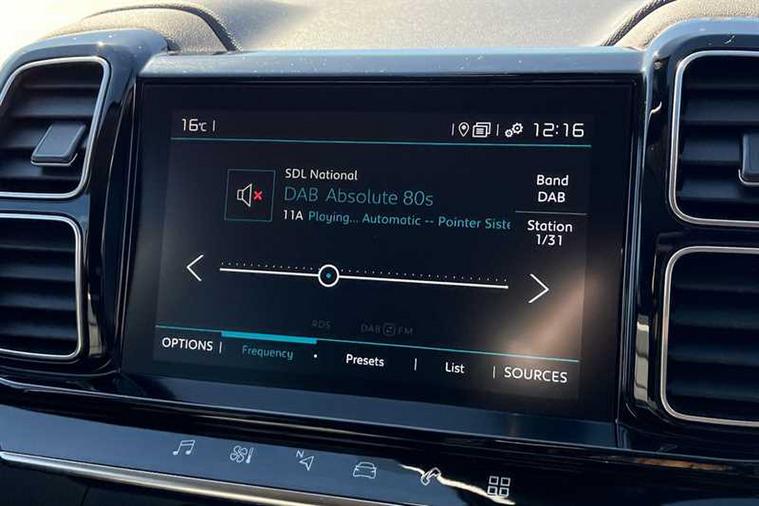 16°C
12:16
SDL National
DAB Absolute 80s
11A Playing... Automatic -- Pointer Siste
Band
DAB
Station
1/31
RDS
DAB FM
OPTIONS
Frequency
Presets
List
SOURCES
N